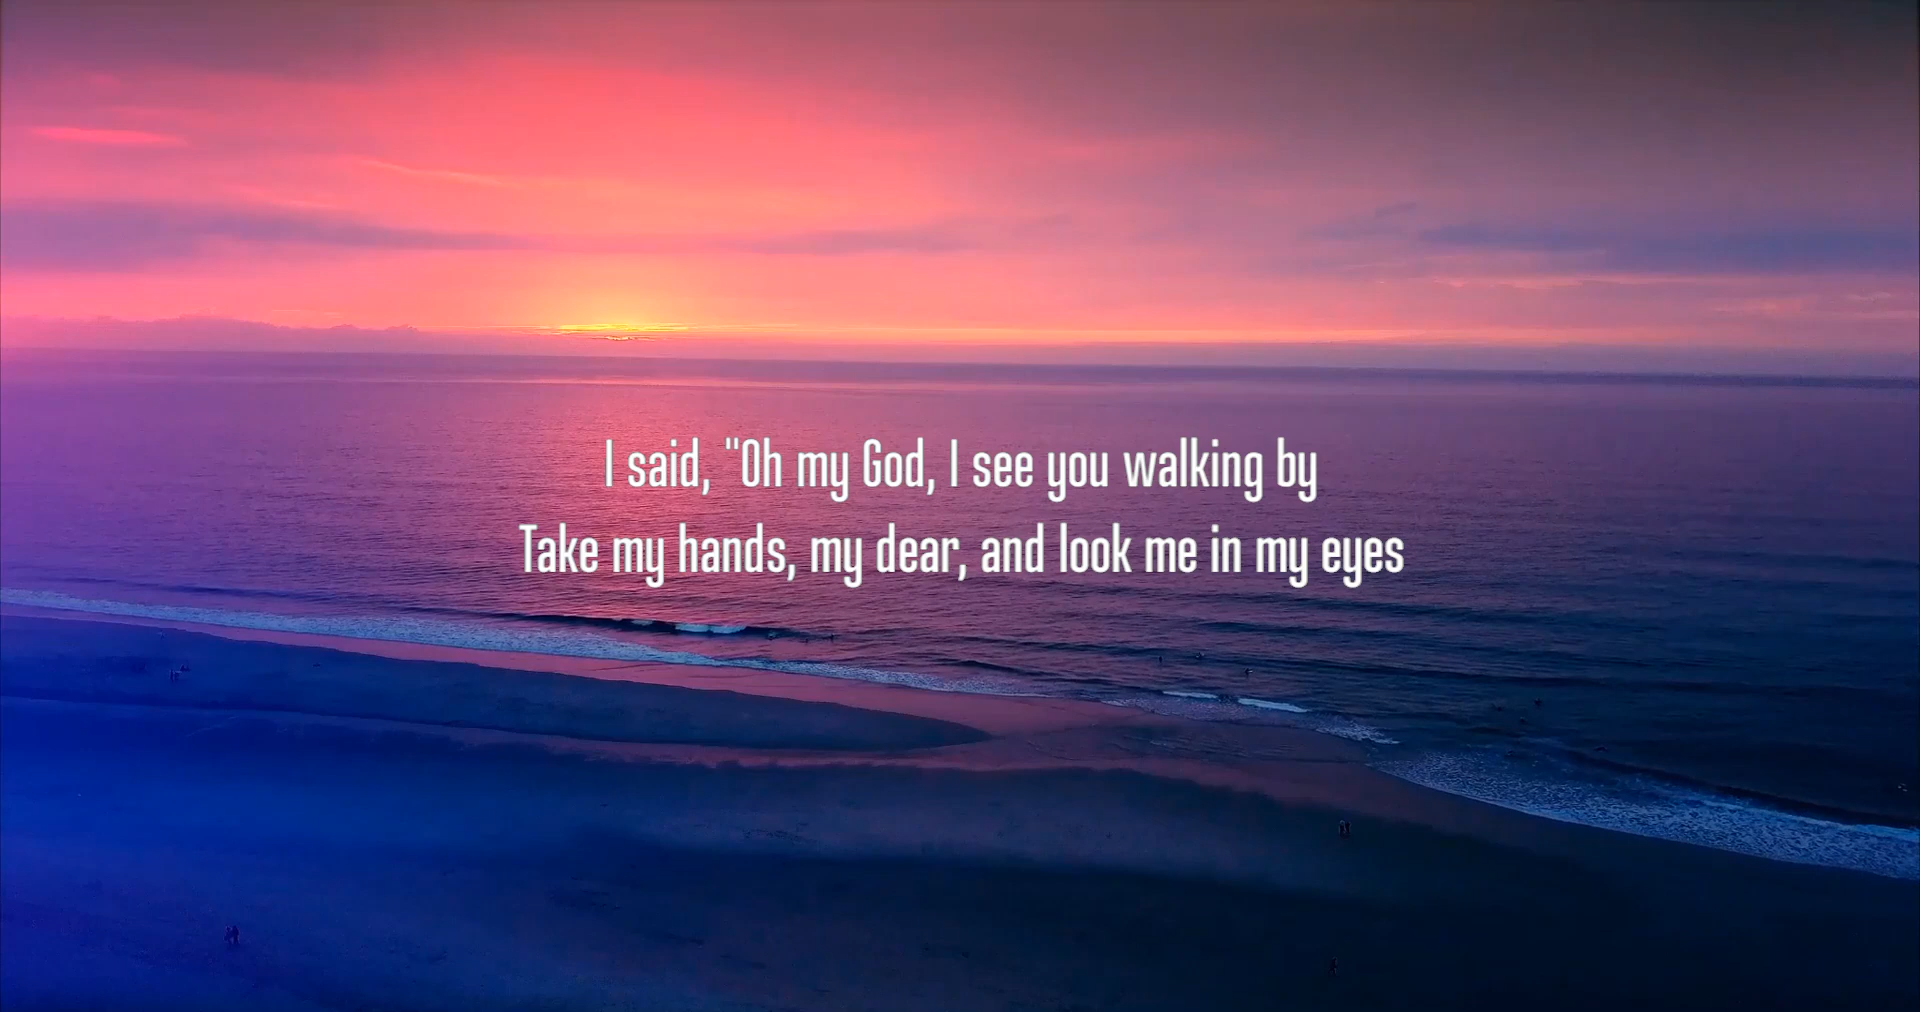 I said, "Oh my God, I see you walking by
Take my hands, my dear, and look me in my eyes